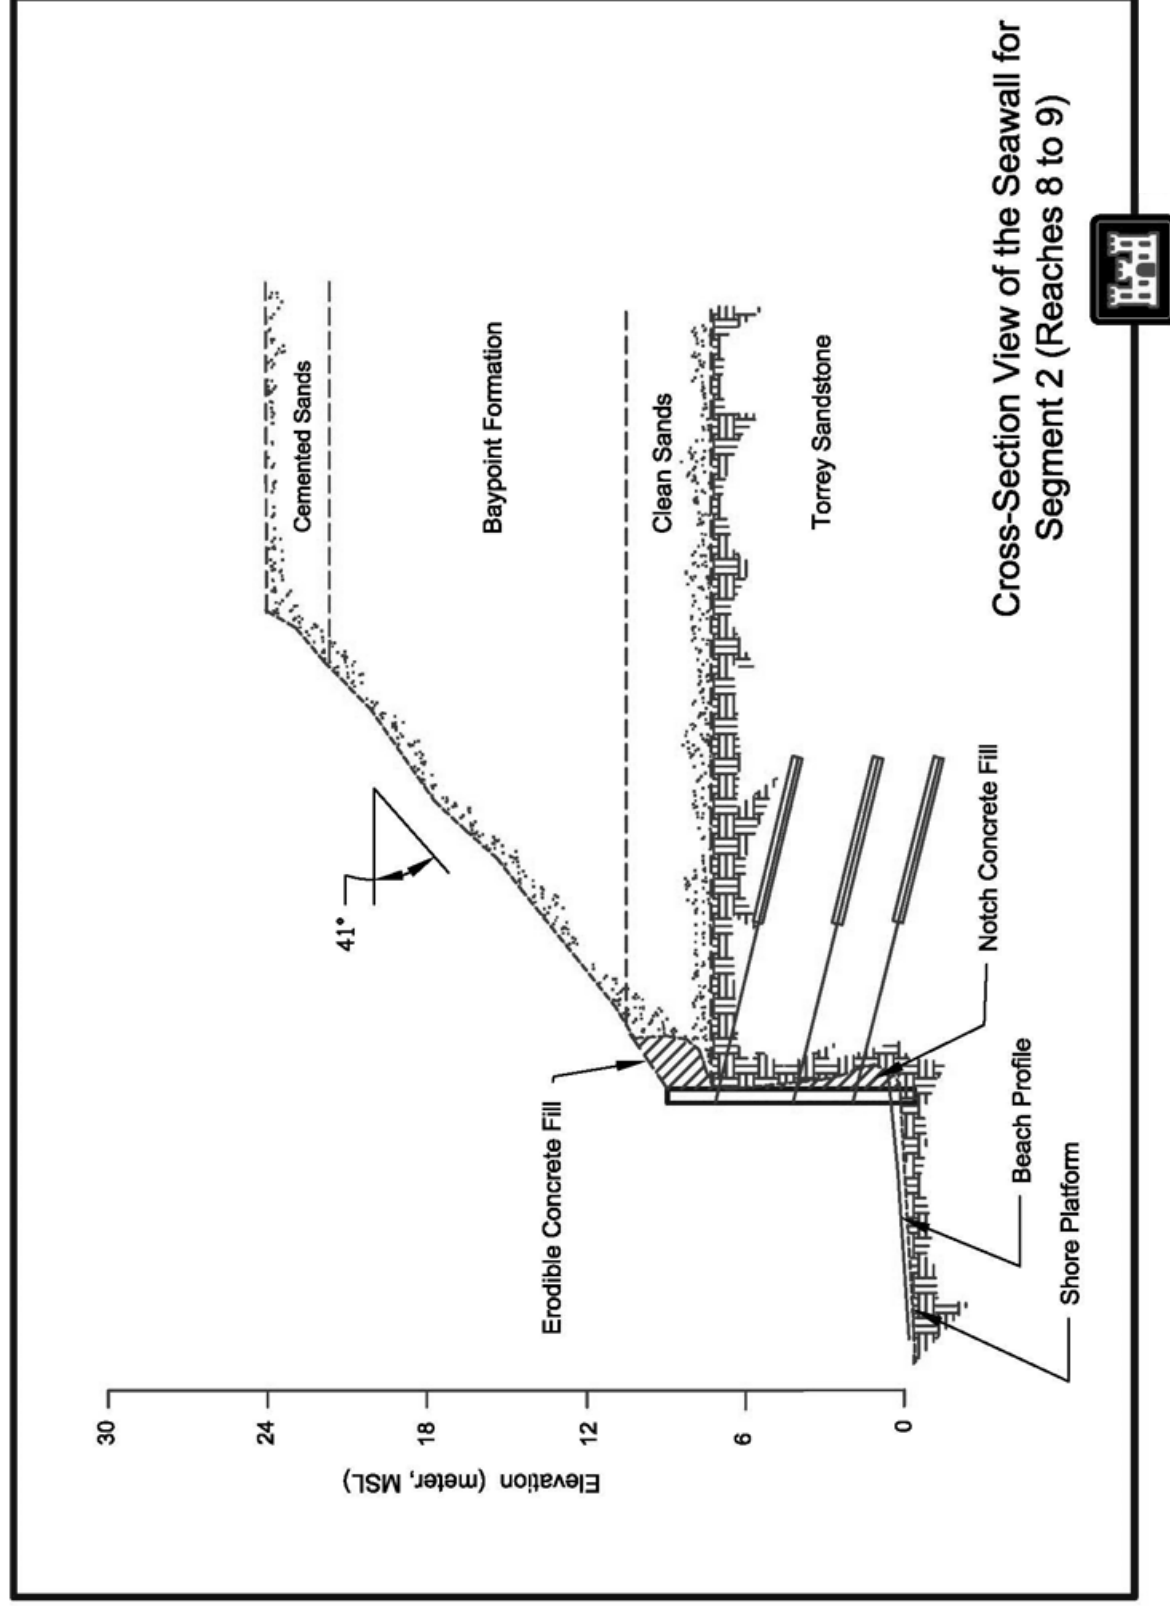 30
24
18
12
6
0
Elevation (meter, MSL)
41°
Cemented Sands
Baypoint Formation
Clean Sands
Torrey Sandstone
Erodible Concrete Fill
Notch Concrete Fill
Beach Profile
Shore Platform
Cross-Section View of the Seawall for
Segment 2 (Reaches 8 to 9)